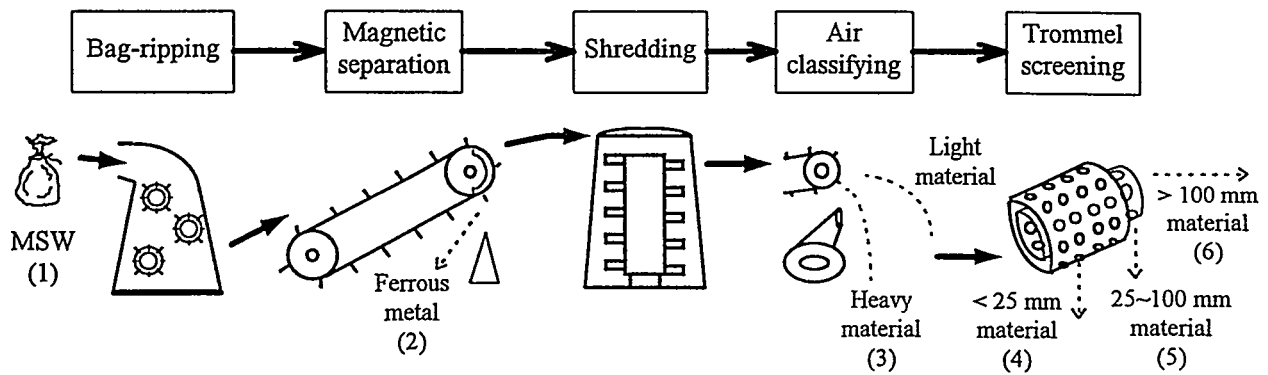 Bag-ripping
Magnetic
separation
Shredding
Air
classifying
Trommel
screening
MSW
(1)
Ferrous
metal
(2)
Light
material
Heavy
material
(3)
< 25 mm
material
(4)
25~100 mm
material
(5)
> 100 mm
material
(6)